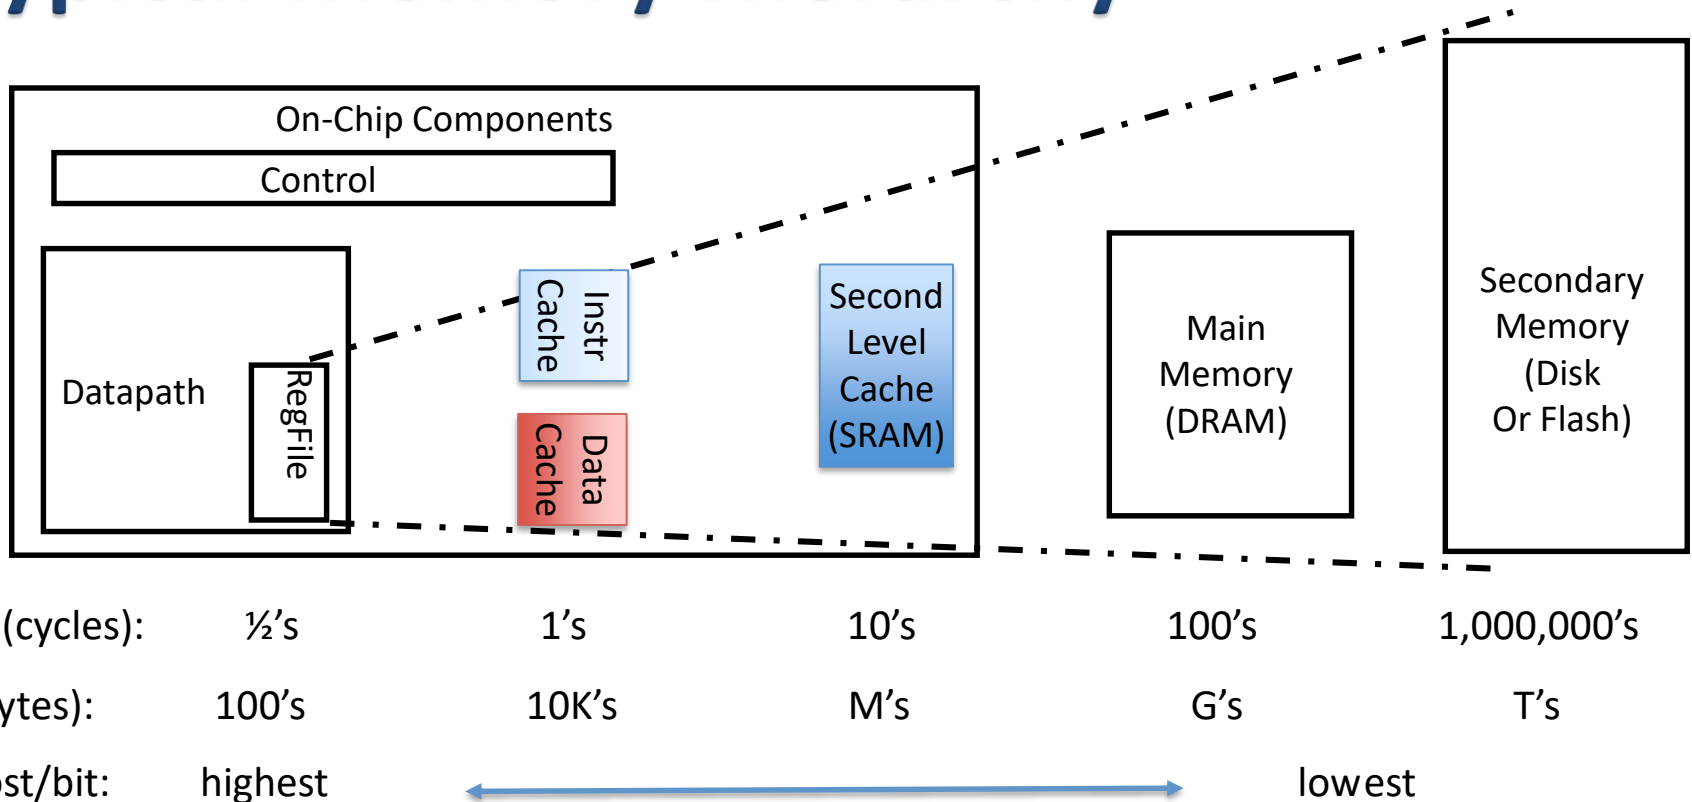 On-Chip Components
Control
Datapath
RegFile
Instr
Cache
Data
Cache
Second
Level
Cache
(SRAM)
Main
Memory
(DRAM)
Secondary
Memory
(Disk
Or Flash)
(cycles): ½'s 1's 10's 100's 1,000,000's
ytes): 100's 10K's M's G's T's
ost/bit: highest lowest